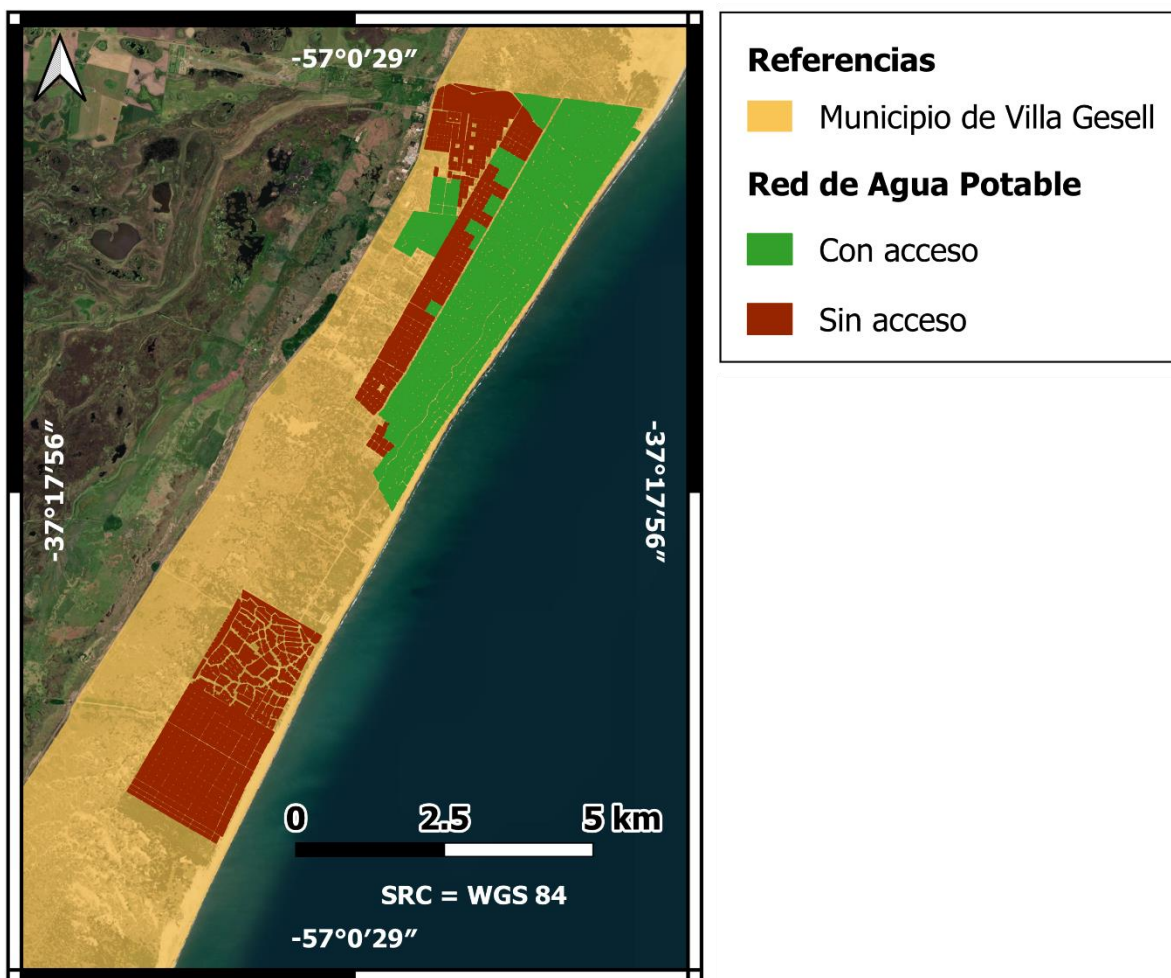 -57°0’29”
-37°17’56”
-37°17’56”
0 2.5 5 km
SRC = WGS 84
-57°0’29”
Referencias
Municipio de Villa Gesell
Red de Agua Potable
Con acceso
Sin acceso